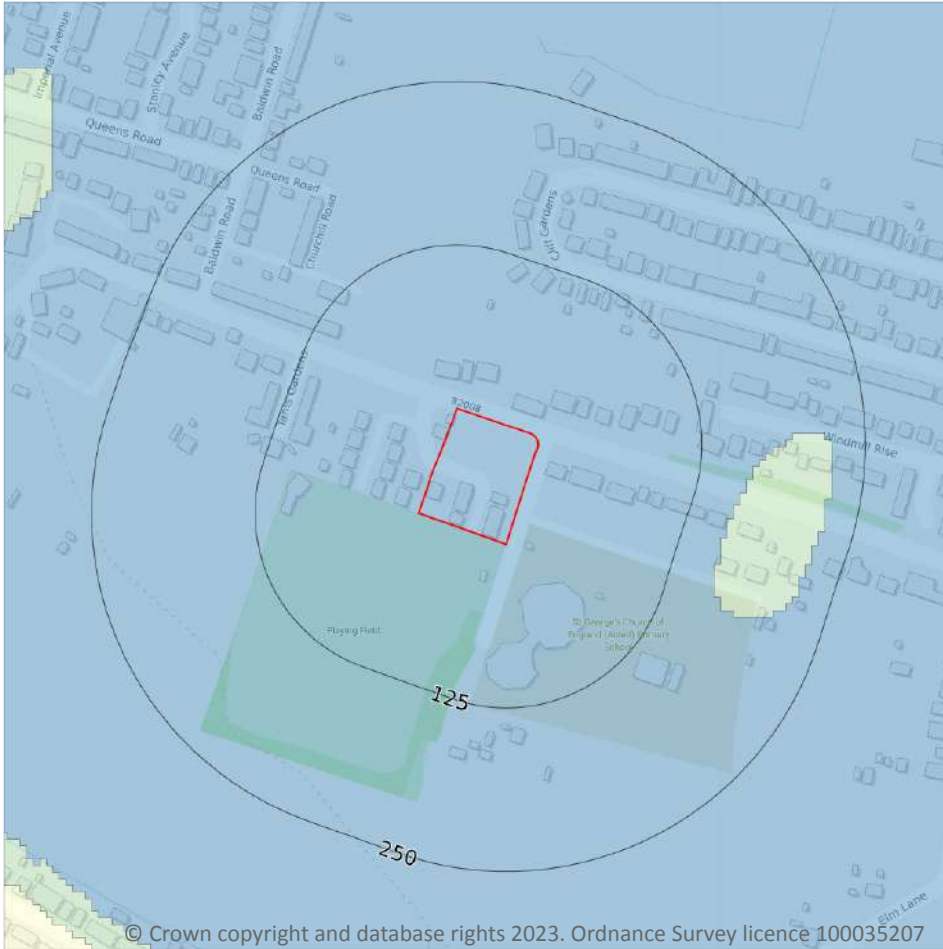 Imperial Avenue
Stanley Avenue
Baldwin Road
Queens Road
Queens Road
Churchill Road
Baldwin Road
Cliff Gardens
Gardens
B2008
Windmill Rise
St George's Church of
England (Aided) Primary
School
Playing Field
125
250
Elm Lane
© Crown copyright and database rights 2023. Ordnance Survey licence 100035207